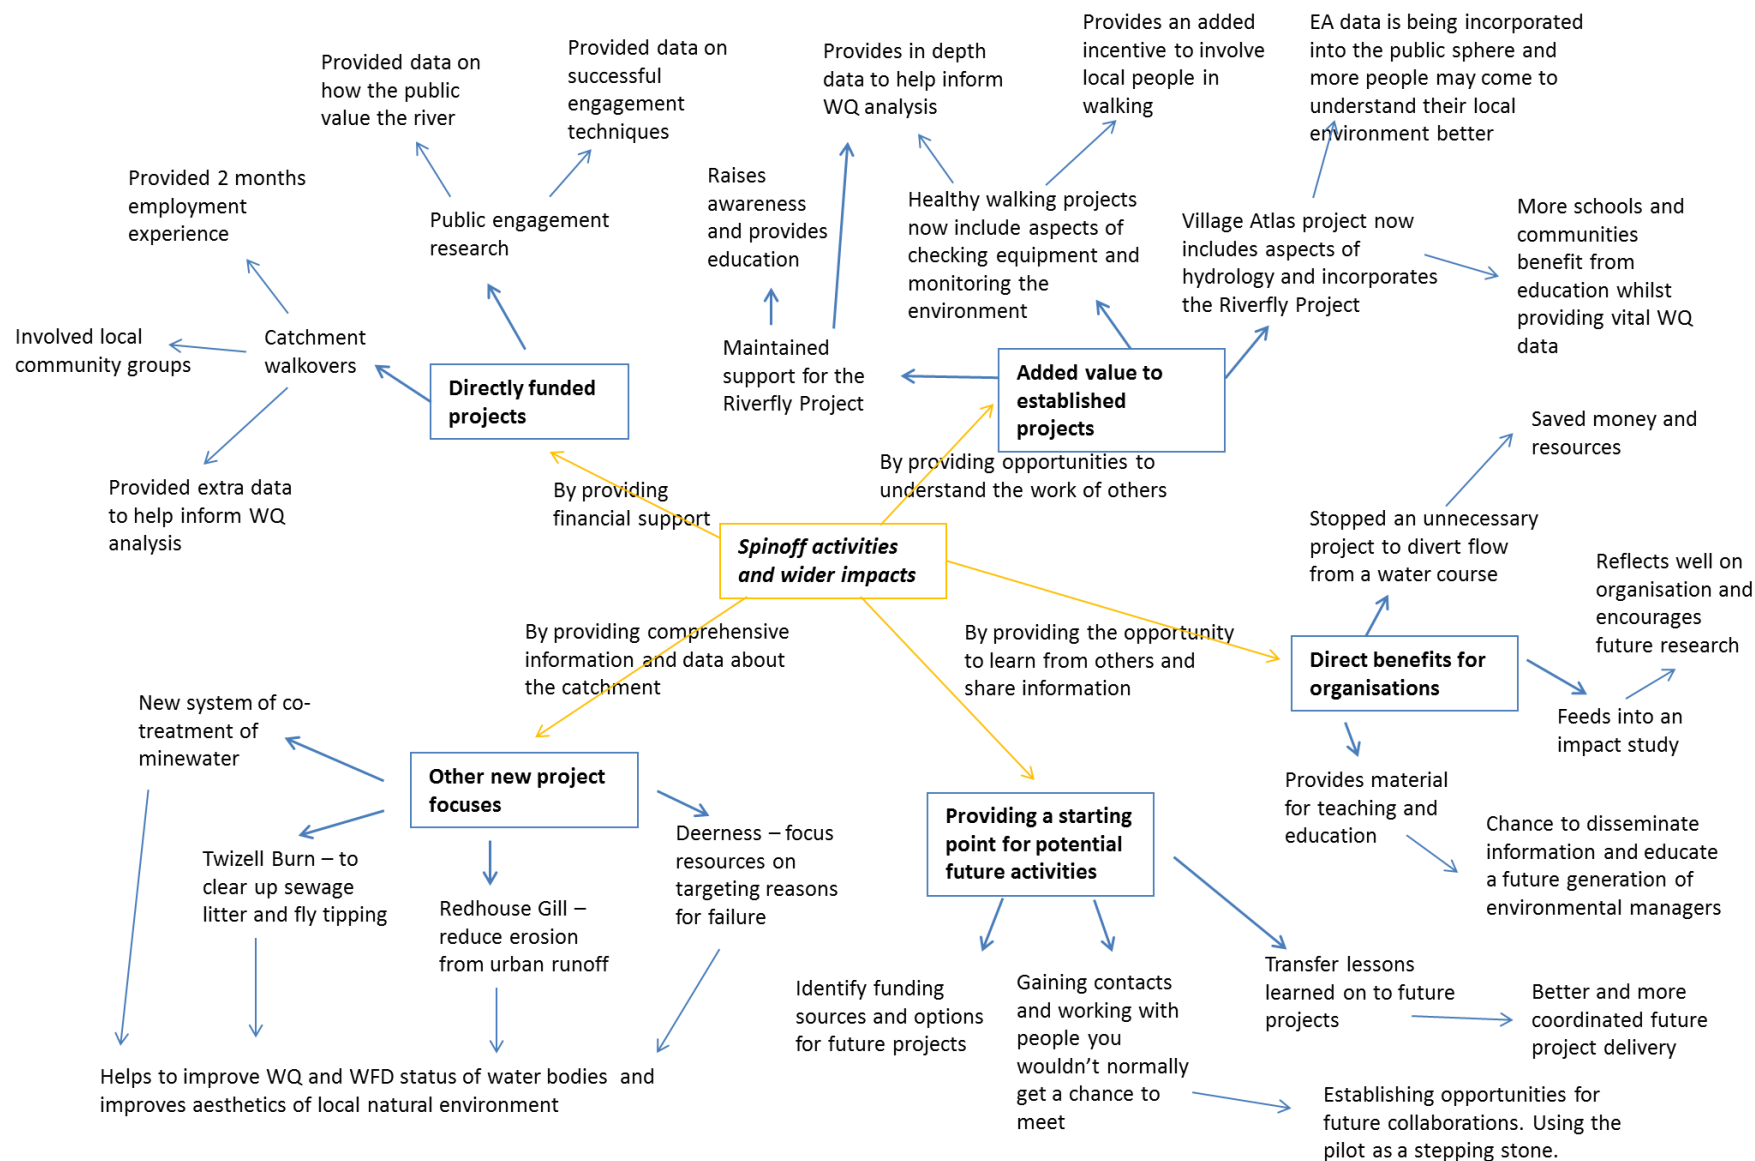 Provided data on
how the public
value the river
Provided data on
successful
engagement
techniques
Provides in depth
data to help inform
WQ analysis
Provides an added
incentive to involve
local people in
walking
EA data is being incorporated
into the public sphere and
more people may come to
understand their local
environment better
Provided 2 months
employment
experience
Public engagement
research
Raises
awareness
and provides
education
Healthy walking projects
now include aspects of
checking equipment and
monitoring the
environment
Village Atlas project now
includes aspects of
hydrology and incorporates
the Riverfly Project
More schools and
communities
benefit from
education whilst
providing vital WQ
data
Involved local
community groups
Catchment
walkovers
Directly funded
projects
Maintained
support for the
Riverfly Project
Added value to
established
projects
Saved money and
resources
Provided extra data
to help inform WQ
analysis
By providing
financial support
By providing opportunities to
understand the work of others
Spinoff activities
and wider impacts
Stopped an unnecessary
project to divert flow
from a water course
Reflects well on
organisation and
encourages
future research
By providing comprehensive
information and data about
the catchment
By providing the opportunity
to learn from others and
share information
Direct benefits for
organisations
Feeds into an
impact study
New system of co-
treatment of
minewater
Other new project
focuses
Providing a starting
point for potential
future activities
Provides material
for teaching and
education
Chance to disseminate
information and educate
a future generation of
environmental managers
Twizell Burn – to
clear up sewage
litter and fly tipping
Redhouse Gill –
reduce erosion
from urban runoff
Deerness – focus
resources on
targeting reasons
for failure
Identify funding
sources and options
for future projects
Gaining contacts
and working with
people you
wouldn’t normally
get a chance to
meet
Transfer lessons
learned on to future
projects
Better and more
coordinated future
project delivery
Helps to improve WQ and WFD status of water bodies and
improves aesthetics of local natural environment
Establishing opportunities for
future collaborations. Using the
pilot as a stepping stone.